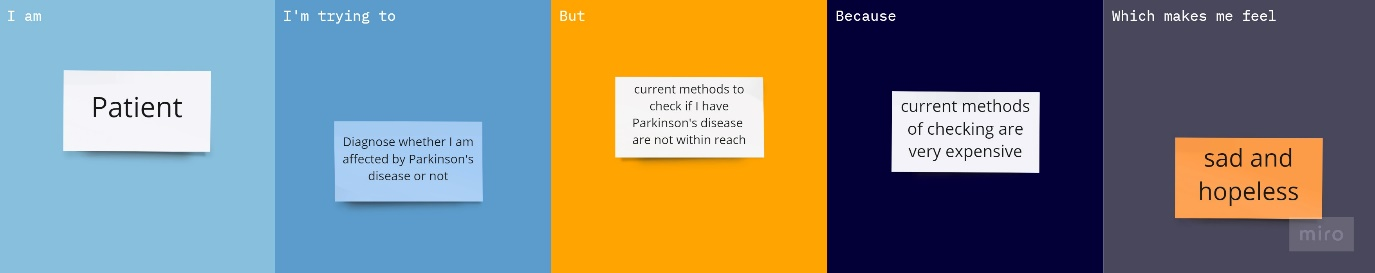 I am
Patient
I'm trying to
Diagnose whether I am
affected by Parkinson's
disease or not
But
current methods to
check if I have
Parkinson's disease
are not within reach
Because
current methods
of checking are
very expensive
Which makes me feel
sad and
hopeless
miro